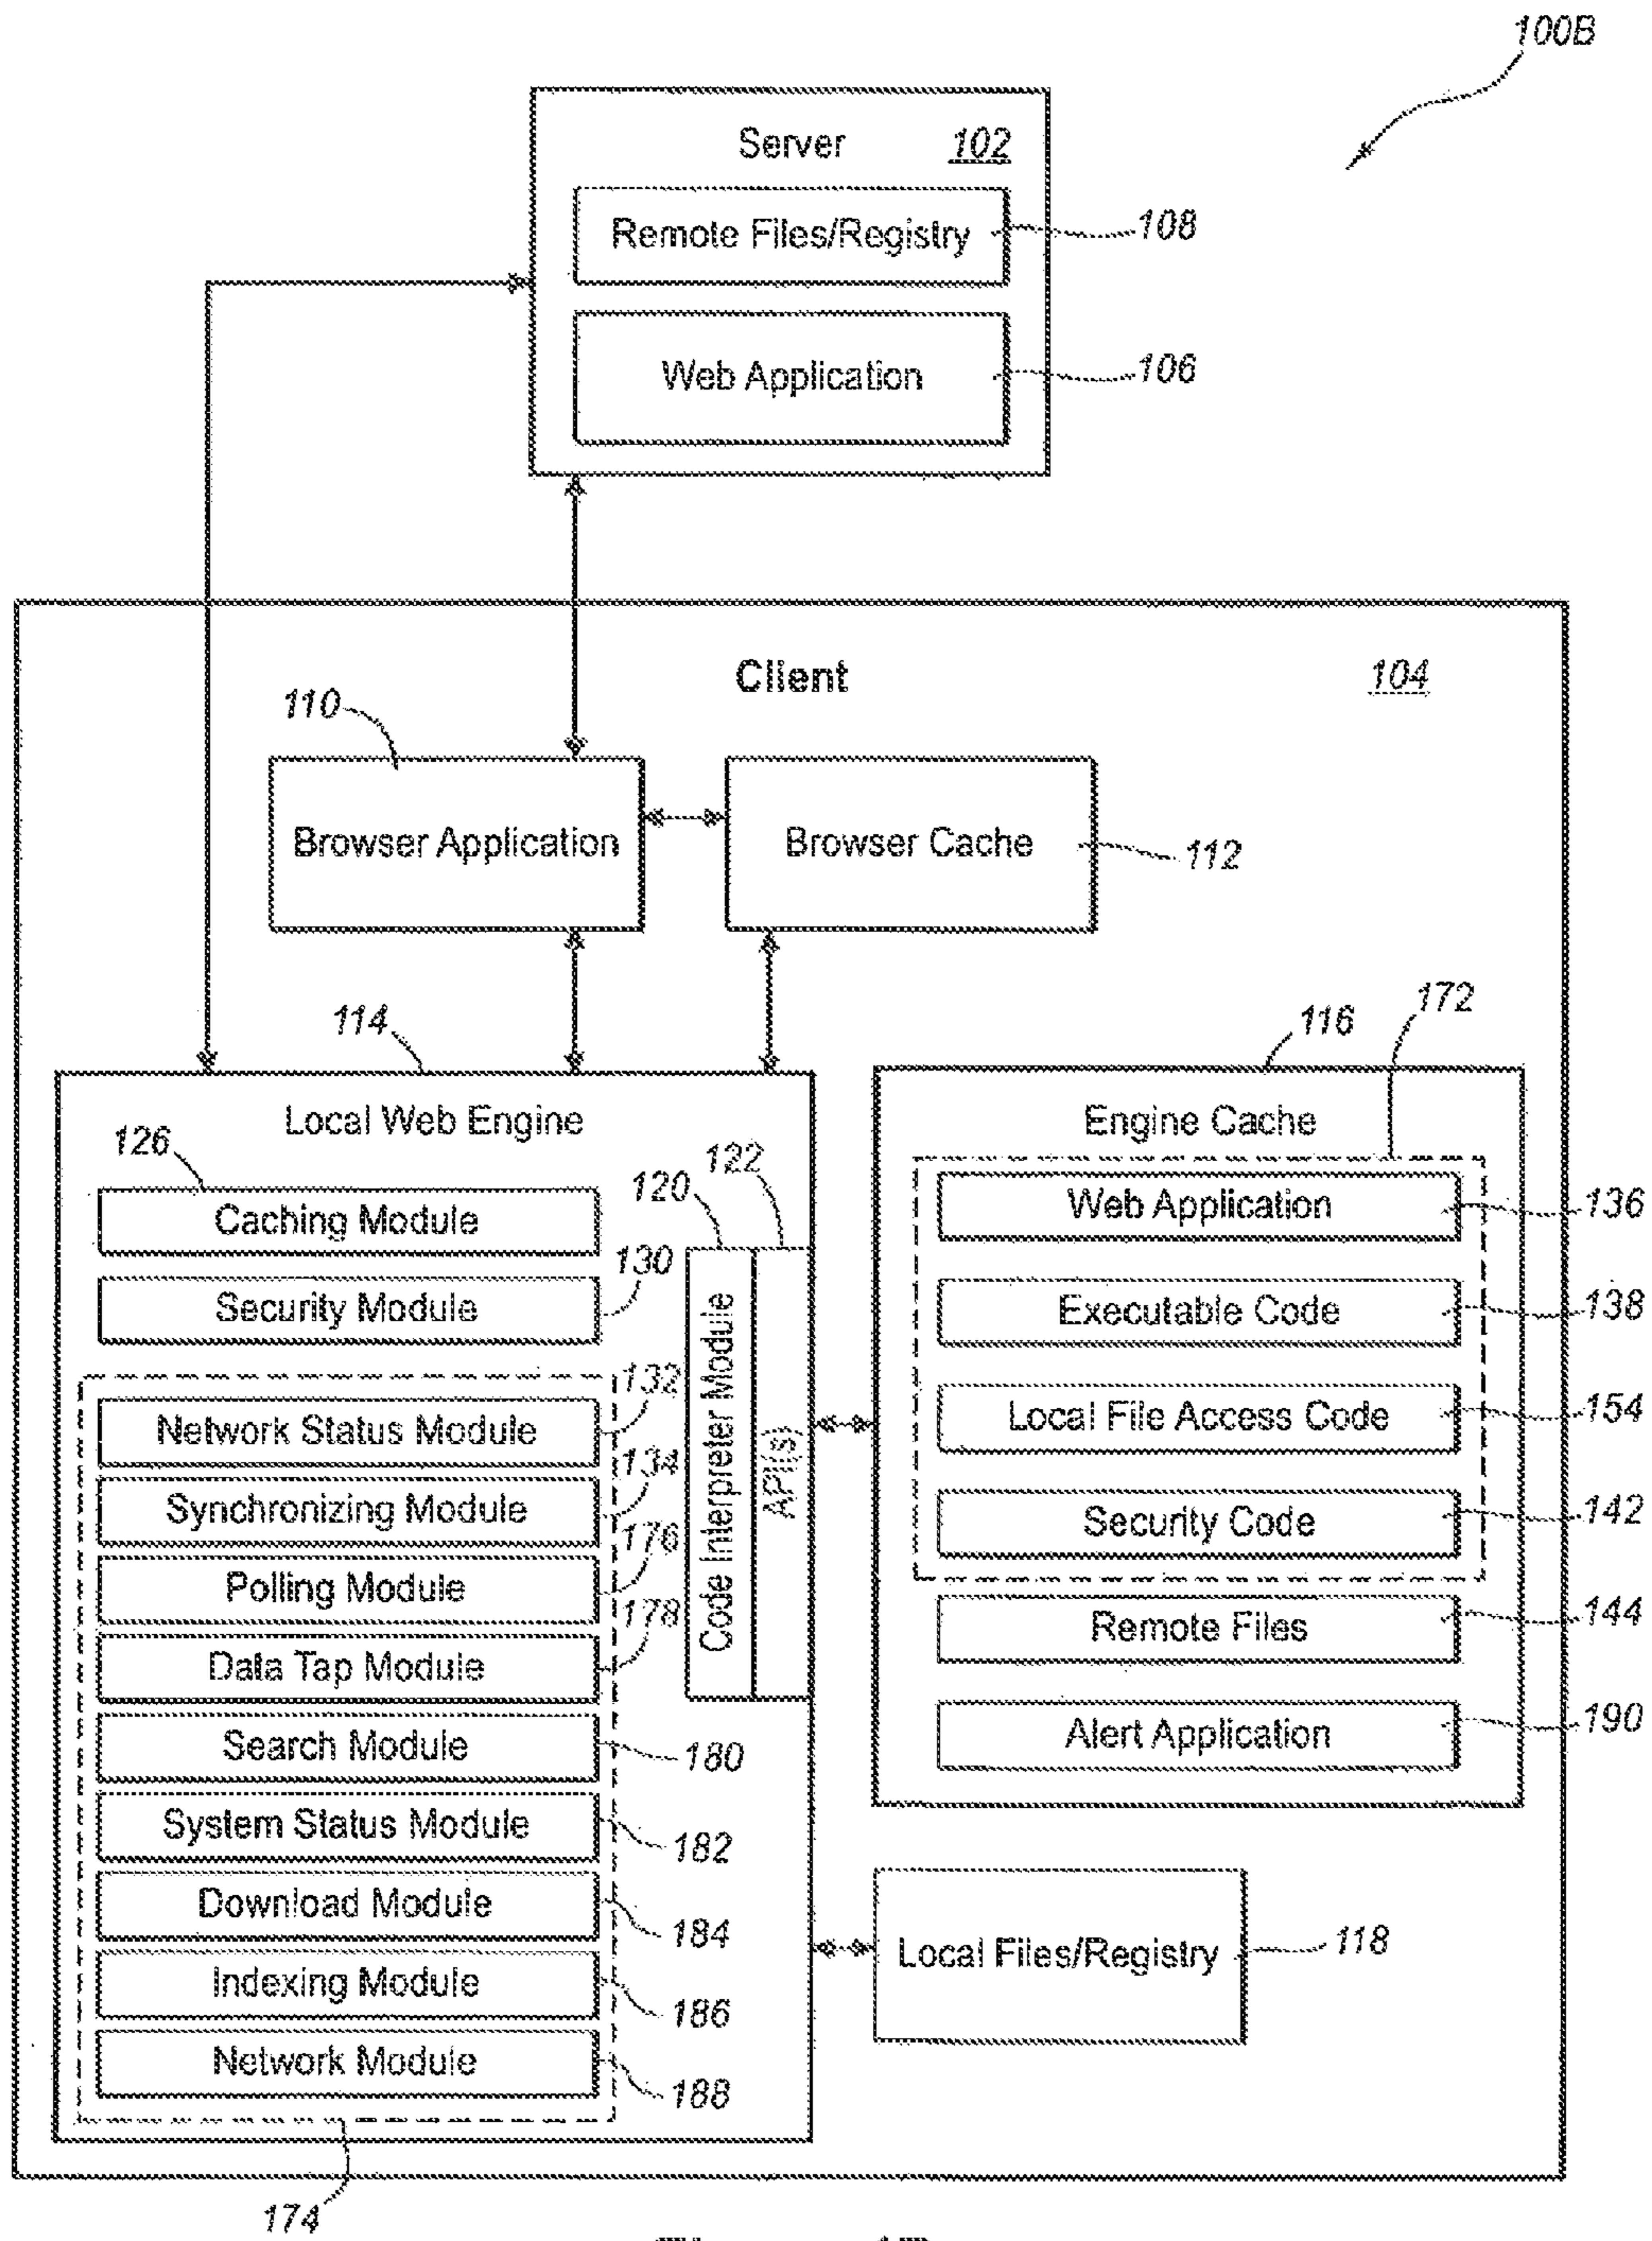 100B
Server 102
Remote Files/Registry 108
Web Application 106
Client 104
110
Browser Application
Browser Cache 112
114
Local Web Engine
126
Caching Module
Security Module 130
120
122
Code Interpreter Module
API(s)
Network Status Module 132
Synchronizing Module 134
Polling Module 176
Data Tap Module 178
Search Module 180
System Status Module 182
Download Module 184
Indexing Module 186
Network Module 188
174
116
172
Engine Cache
Web Application 136
Executable Code 138
Local File Access Code 154
Security Code 142
Remote Files 144
Alert Application 190
Local Files/Registry 118